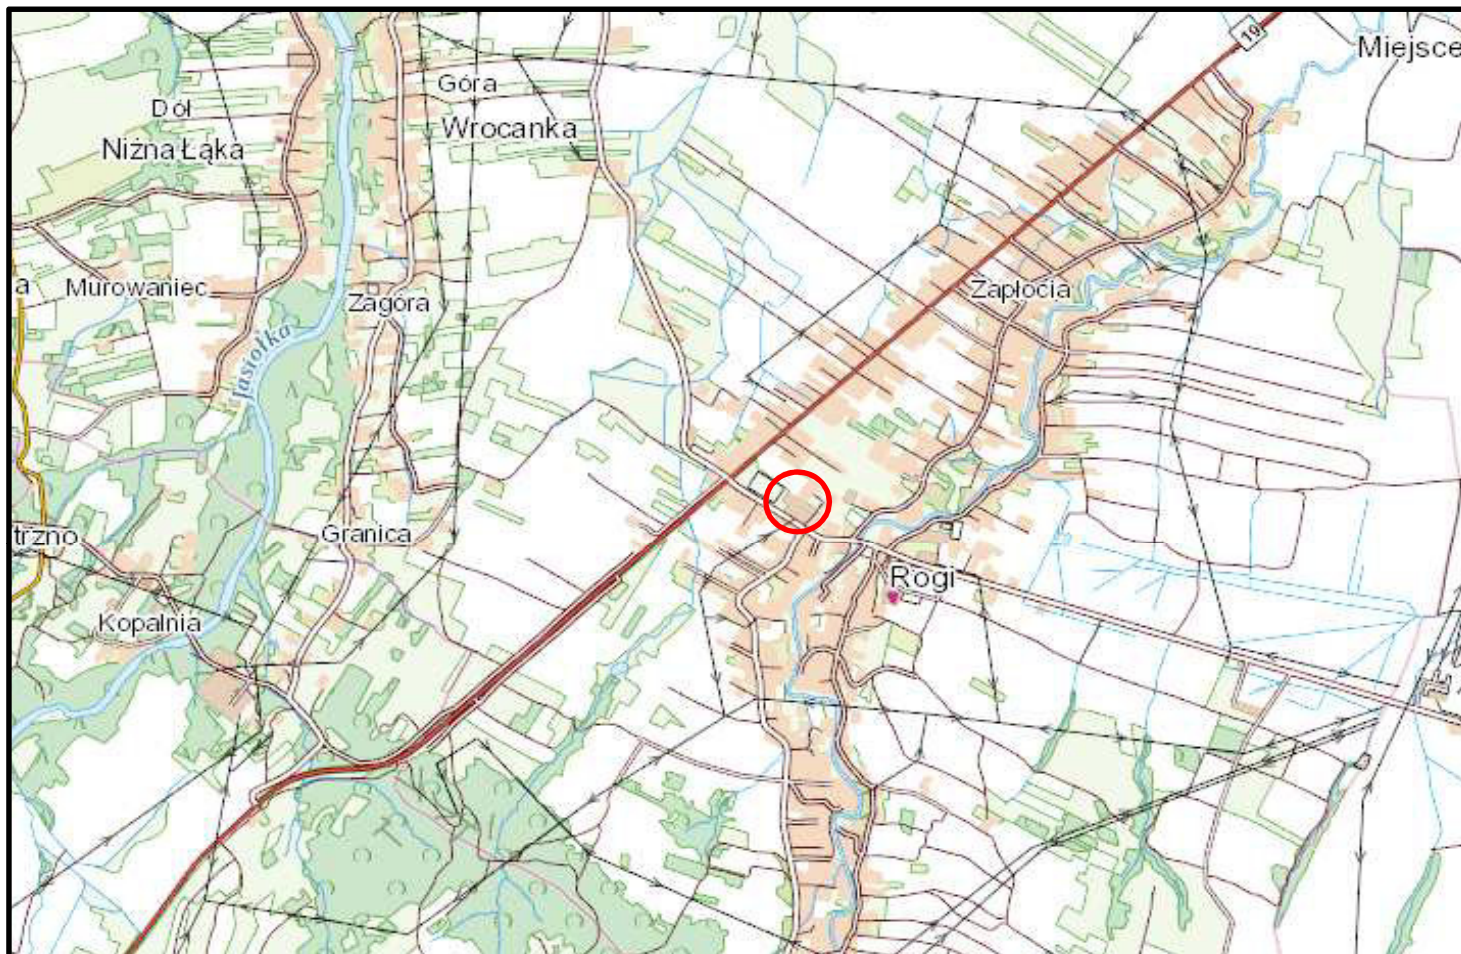 19
Miejsce
Góra
Dół
Wrocanka
Niżna Łąka
a
Murowaniec
Zagóra
Zapłocia
Jasiołka
trzno
Granica
Rogi
Kopalnia